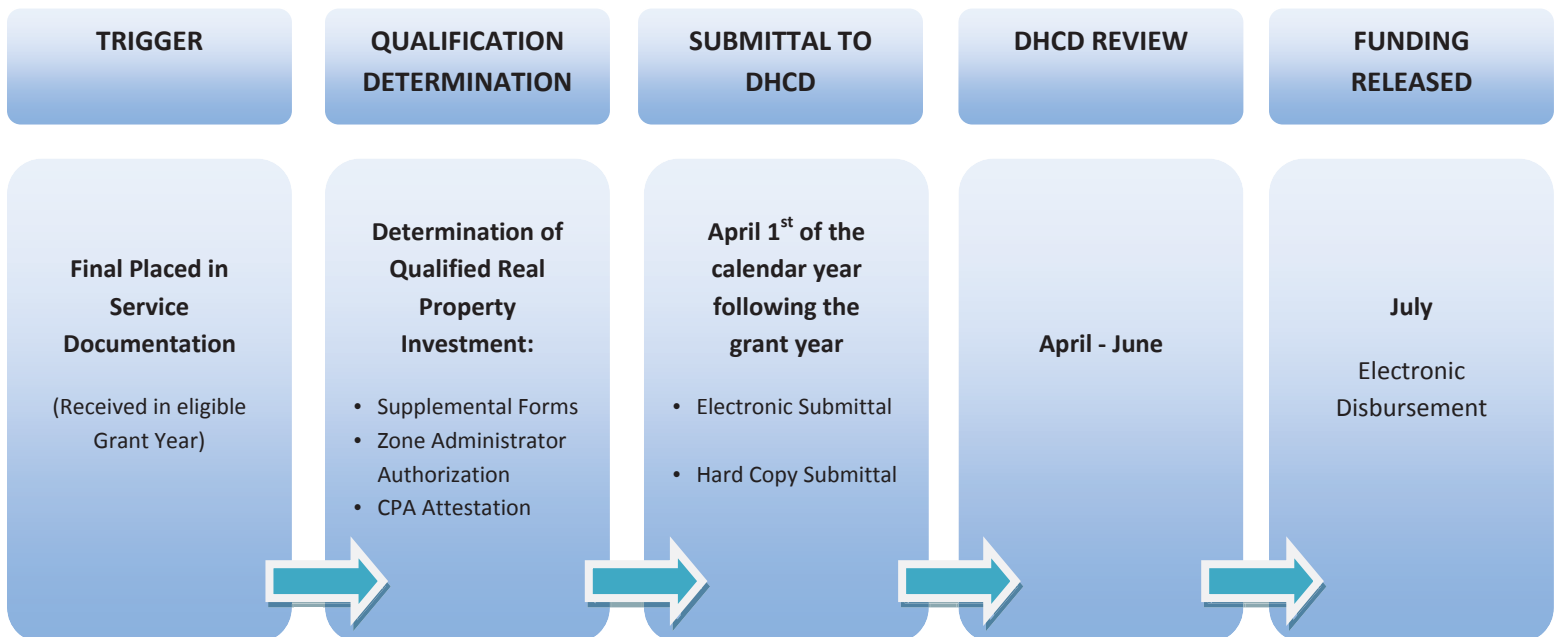 TRIGGER
QUALIFICATION
DETERMINATION
SUBMITTAL TO
DHCD
DHCD REVIEW
FUNDING
RELEASED
Final Placed in
Service
Documentation
(Received in eligible
Grant Year)
Determination of
Qualified Real
Property
Investment:
• Supplemental Forms
• Zone Administrator
Authorization
• CPA Attestation
April 1st of the
calendar year
following the
grant year
• Electronic Submittal
• Hard Copy Submittal
April - June
July
Electronic
Disbursement